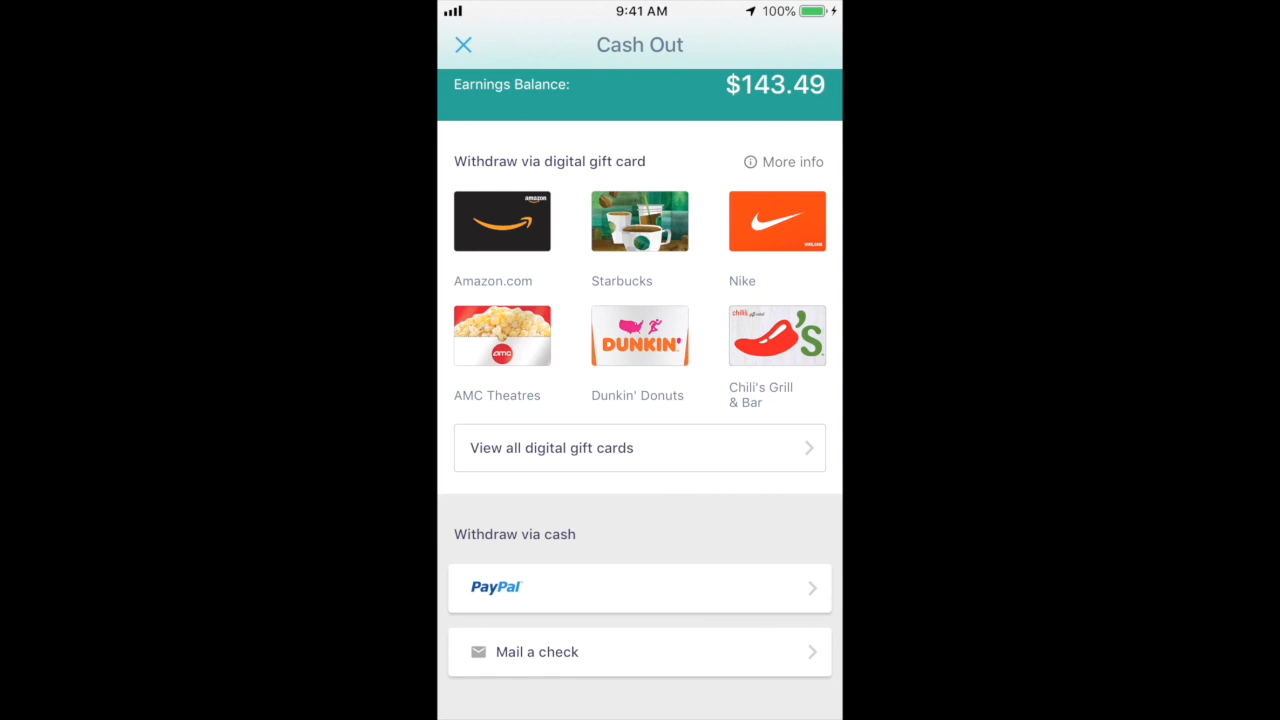 9:41 AM
100%
Cash Out
Earnings Balance:
$143.49
Withdraw via digital gift card
More info
amazon
Amazon.com
Starbucks
Nike
amc
DUNKIN'
chili's gift card
'S
AMC Theatres
Dunkin' Donuts
Chili's Grill
& Bar
View all digital gift cards
Withdraw via cash
PayPal
Mail a check